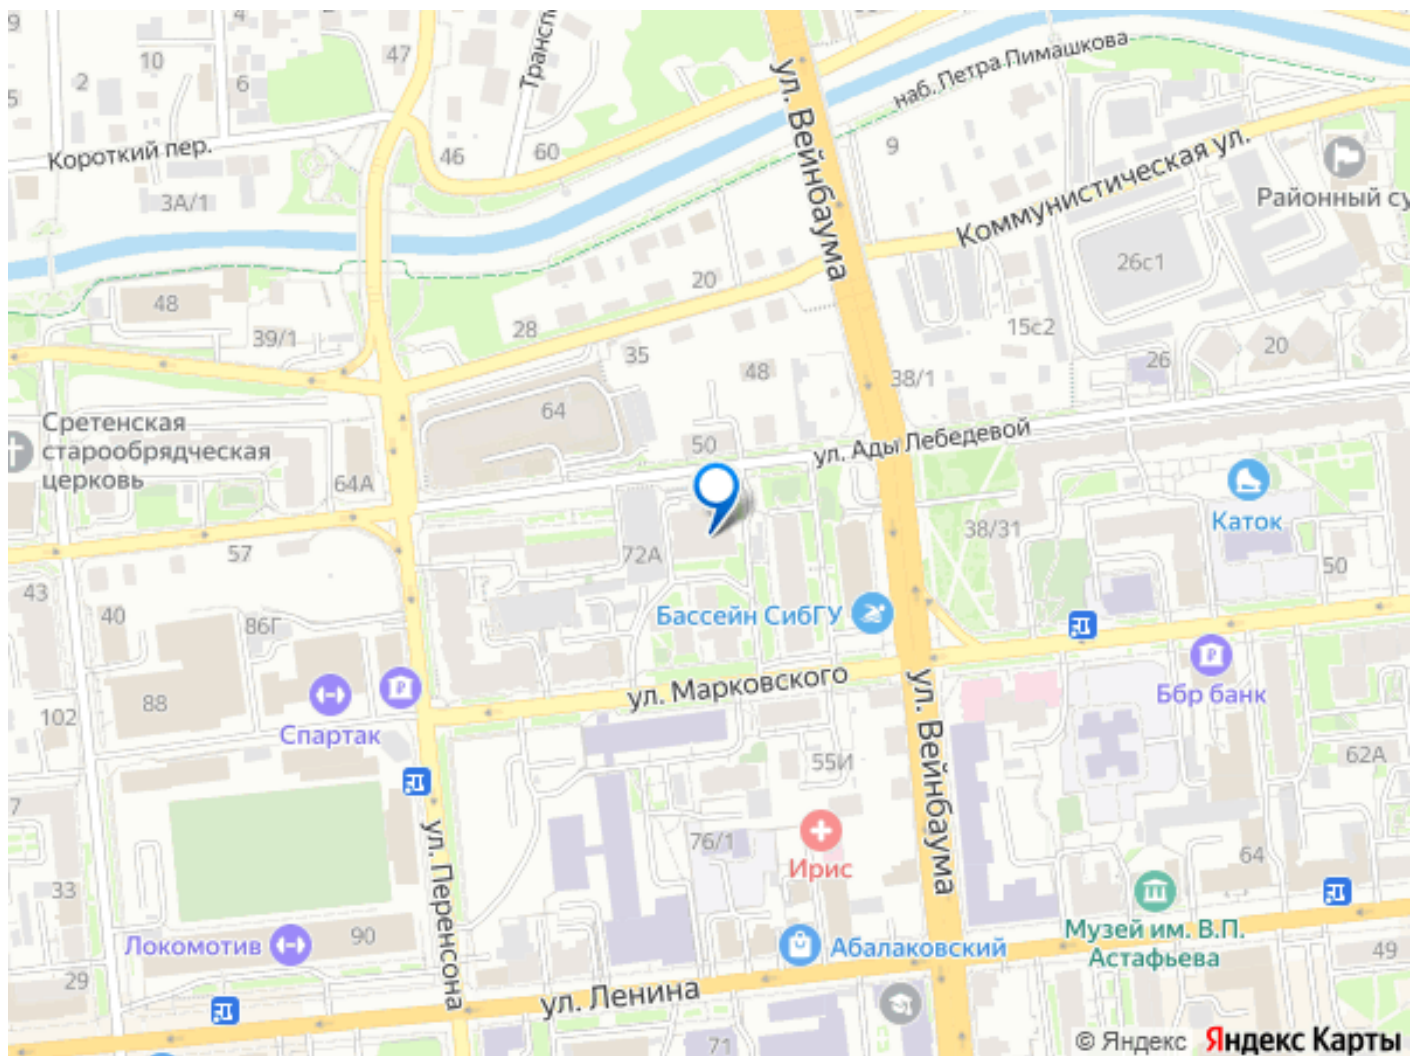 4
47
10
2
5
6
Трансп
ул. Вейнбаума
наб. Петра Пимашкова
Короткий пер.
46
60
9
Коммунистическая ул.
3А/1
Районный су
26с1
20
48
28
39/1
35
15с2
48
26
20
38/1
64
Сретенская
старообрядческая
церковь
50
ул. Ады Лебедевой
64А
Каток
38/31
57
72А
50
43
40
86Г
Бассейн СибГУ
ул. Марковского
ул. Вейнбаума
Ббр банк
88
102
Спартак
55И
62А
7
ул. Перенсона
76/1
Ирис
64
33
Музей им. В.П.
Астафьева
90
Локомотив
Абалаковский
49
29
ул. Ленина
71
© Яндекс Яндекс Карты